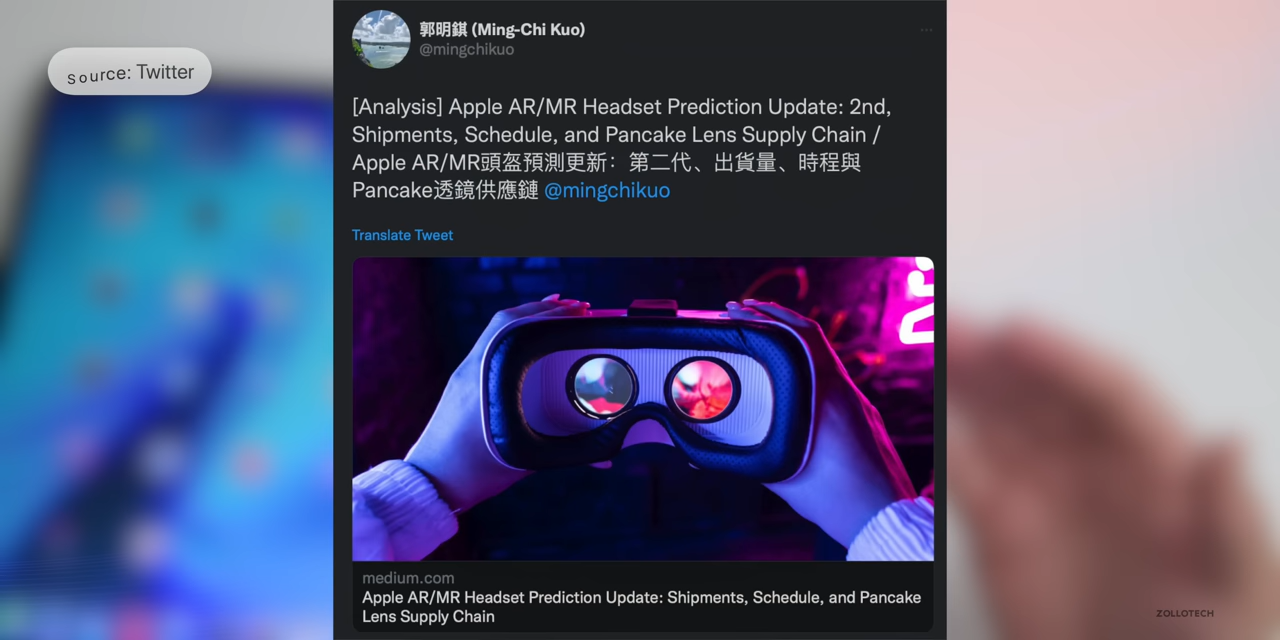 Source: Twitter
郭明錤 (Ming-Chi Kuo)
@mingchikuo
[Analysis] Apple AR/MR Headset Prediction Update: 2nd,
Shipments, Schedule, and Pancake Lens Supply Chain /
Apple AR/MR頭盔預測更新：第二代、出貨量、時程與
Pancake透鏡供應鏈 @mingchikuo
Translate Tweet
medium.com
Apple AR/MR Headset Prediction Update: Shipments, Schedule, and Pancake
Lens Supply Chain
ZOLLOTECH